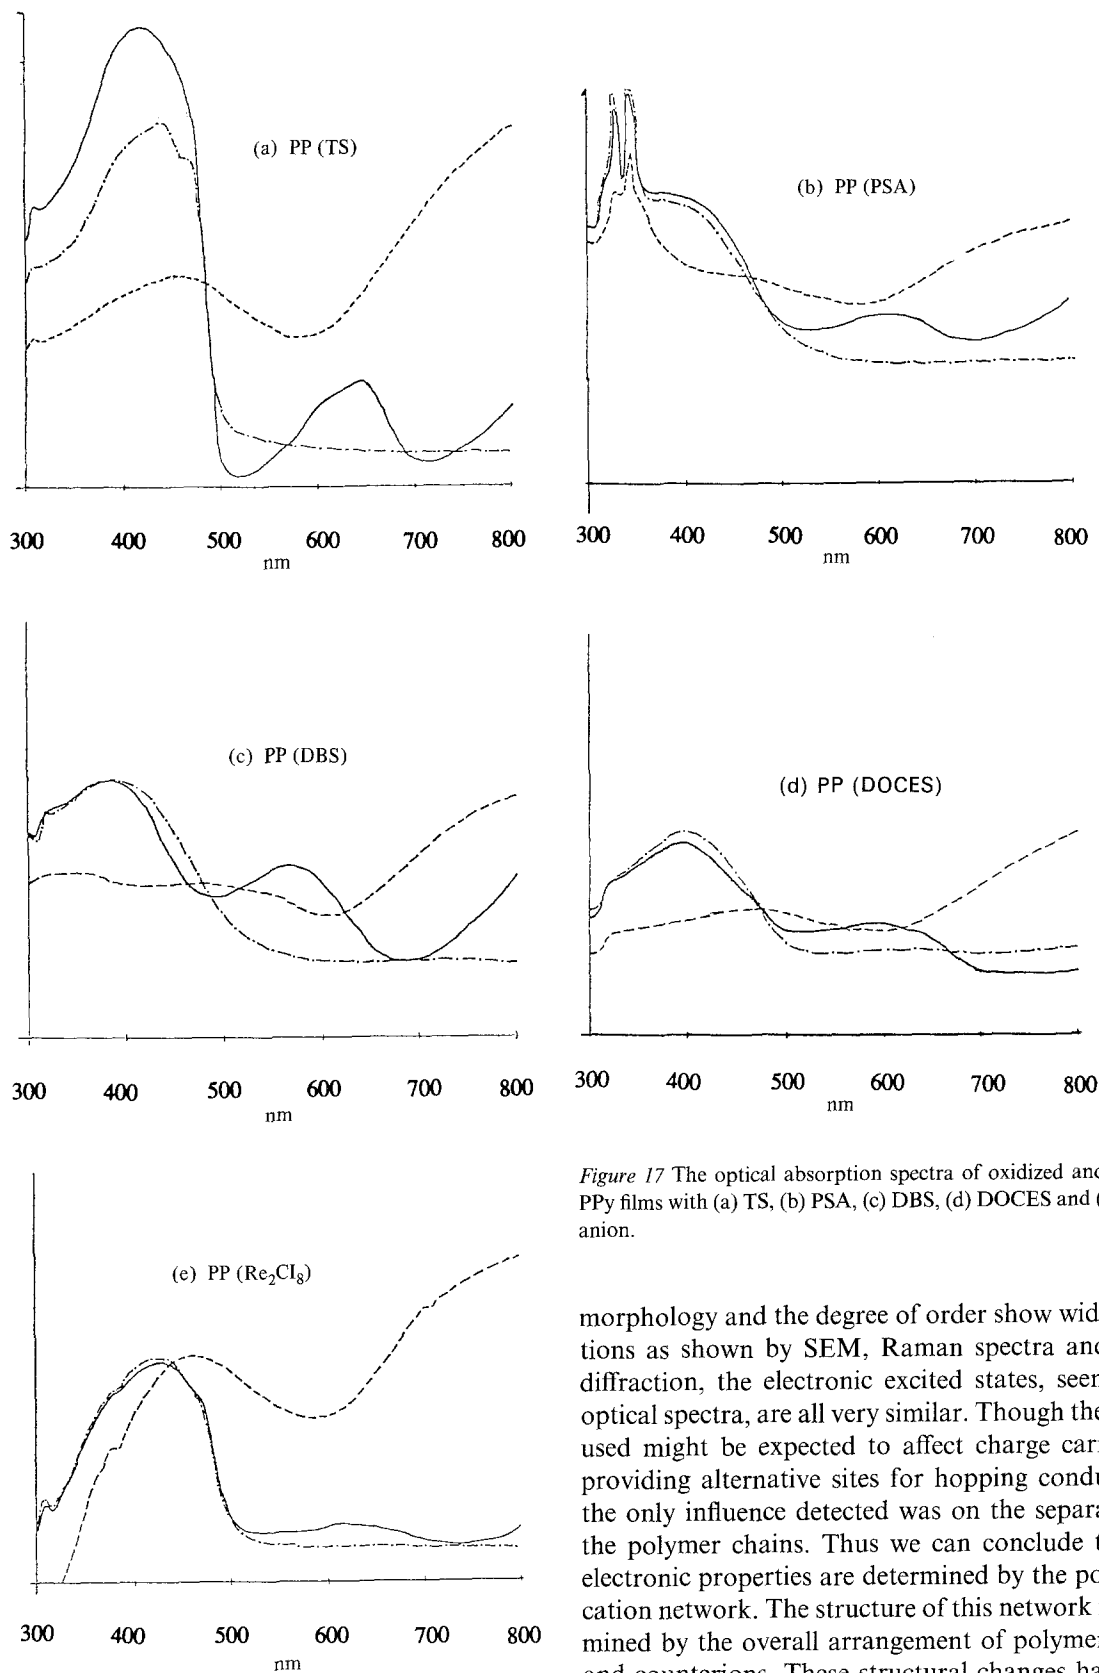 (a) PP (TS)
300 400 500 600 700 800
nm
(b) PP (PSA)
300 400 500 600 700 800
nm
(c) PP (DBS)
300 400 500 600 700 800
nm
(d) PP (DOCES)
300 400 500 600 700 800
nm
(e) PP (Re₂Cl₈)
300 400 500 600 700 800
nm
Figure 17 The optical absorption spectra of oxidized and
PPy films with (a) TS, (b) PSA, (c) DBS, (d) DOCES and (
anion.
morphology and the degree of order show wid
tions as shown by SEM, Raman spectra and
diffraction, the electronic excited states, seen
optical spectra, are all very similar. Though the
used might be expected to affect charge carr
providing alternative sites for hopping condu
the only influence detected was on the separa
the polymer chains. Thus we can conclude t
electronic properties are determined by the po
cation network. The structure of this network
mined by the overall arrangement of polymer
and counterions. These structural changes ha